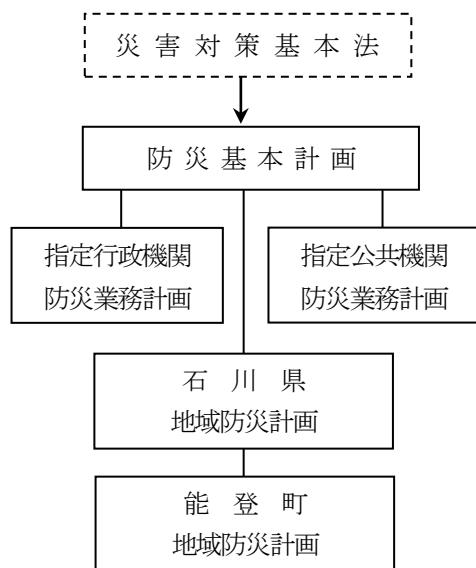 災害対策基本法
防災基本計画
指定行政機関
防災業務計画
指定公共機関
防災業務計画
石川県
地域防災計画
能登町
地域防災計画